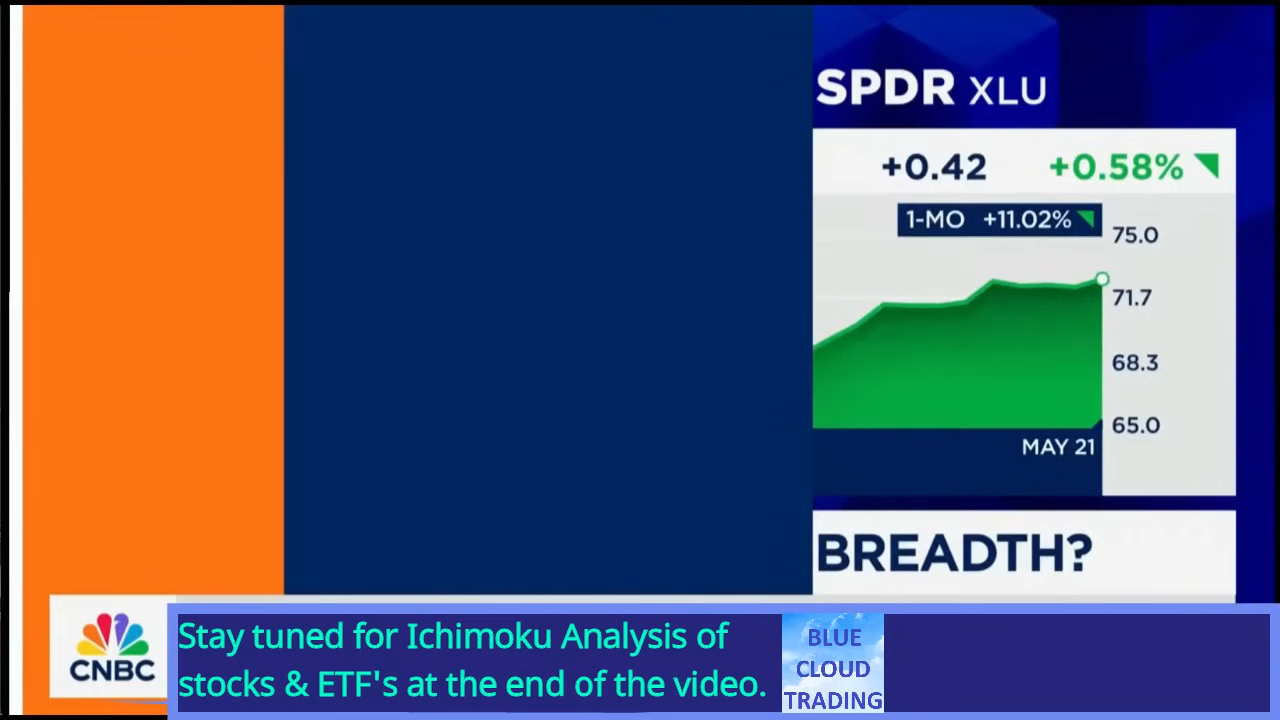 SPDR XLU
+0.42 +0.58%
1-MO +11.02%
75.0
71.7
68.3
65.0
MAY 21
BREADTH?
CNBC
Stay tuned for Ichimoku Analysis of
stocks & ETF's at the end of the video.
BLUE
CLOUD
TRADING